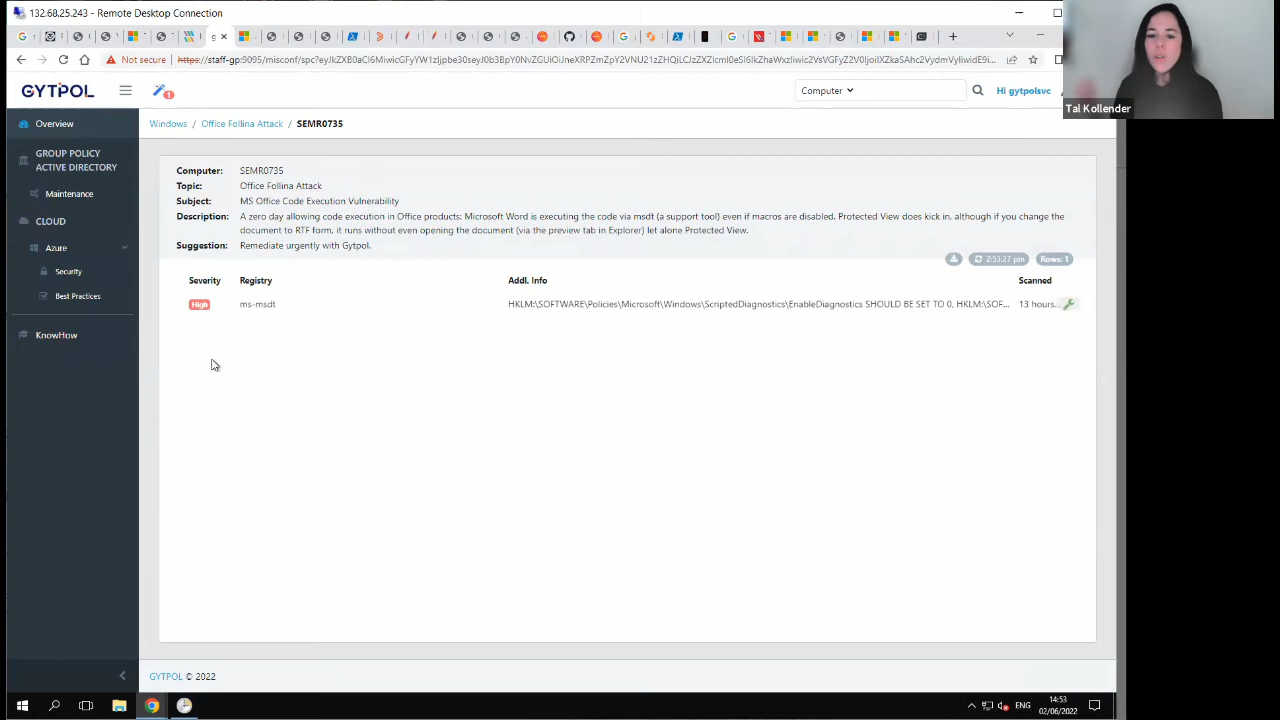 132.68.25.243 - Remote Desktop Connection
Not secure
GYTPOL
1
Computer
Hi gytpolsvc
Tal Kollender
Overview
GROUP POLICY
ACTIVE DIRECTORY
Maintenance
CLOUD
Azure
Security
Best Practices
KnowHow
Windows / Office Follina Attack / SEMR0735
Computer: SEMR0735
Topic: Office Follina Attack
Subject: MS Office Code Execution Vulnerability
Description: A zero day allowing code execution in Office products: Microsoft Word is executing the code via msdt (a support tool) even if macros are disabled. Protected View does kick in, although if you change the
document to RTF form, it runs without even opening the document (via the preview tab in Explorer) let alone Protected View.
Suggestion: Remediate urgently with Gytpol.
2:53:27 pm Rows: 1
Severity Registry Addl. Info Scanned
High ms-msdt HKLM:\SOFTWARE\Policies\Microsoft\Windows\ScriptedDiagnostics\EnableDiagnostics SHOULD BE SET TO 0, HKLM:\SOF... 13 hours...
GYTPOL © 2022
ENG
14:53
02/06/2022